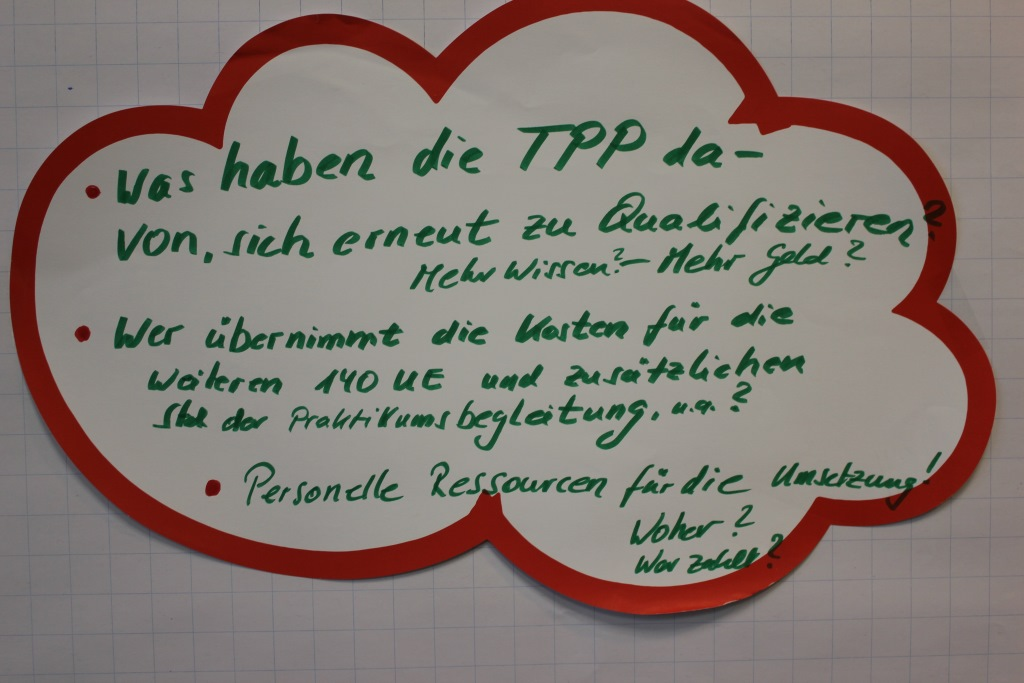 • Was haben die TPP da-
von, sich erneut zu Qualifizieren?
Mehr Wissen? - Mehr Geld?
• Wer übernimmt die Kosten für die
weiteren 140 UE und zusätzlichen
Std der Praktikumsbegleitung, u.a.?
• Personelle Ressourcen für die Umsetzung!
Woher?
Wer zahlt?